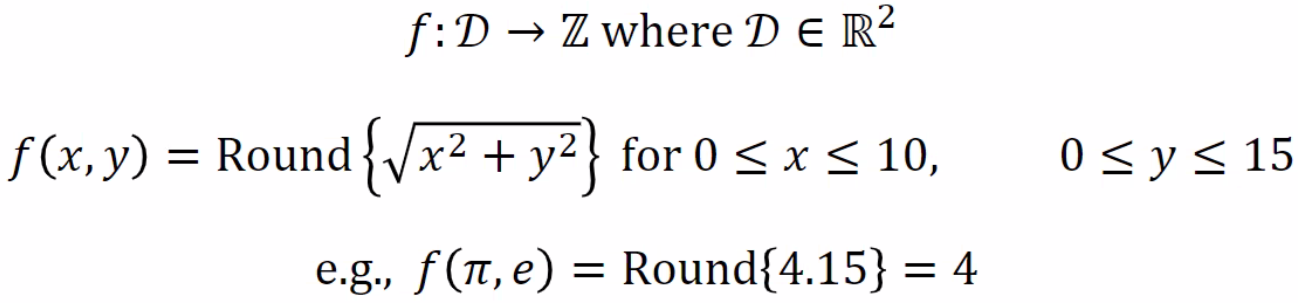 f: 𝒟 → ℤ where 𝒟 ∈ ℝ²
f(x, y) = Round{√(x² + y²)} for 0 ≤ x ≤ 10, 0 ≤ y ≤ 15
e.g., f(π, e) = Round{4.15} = 4